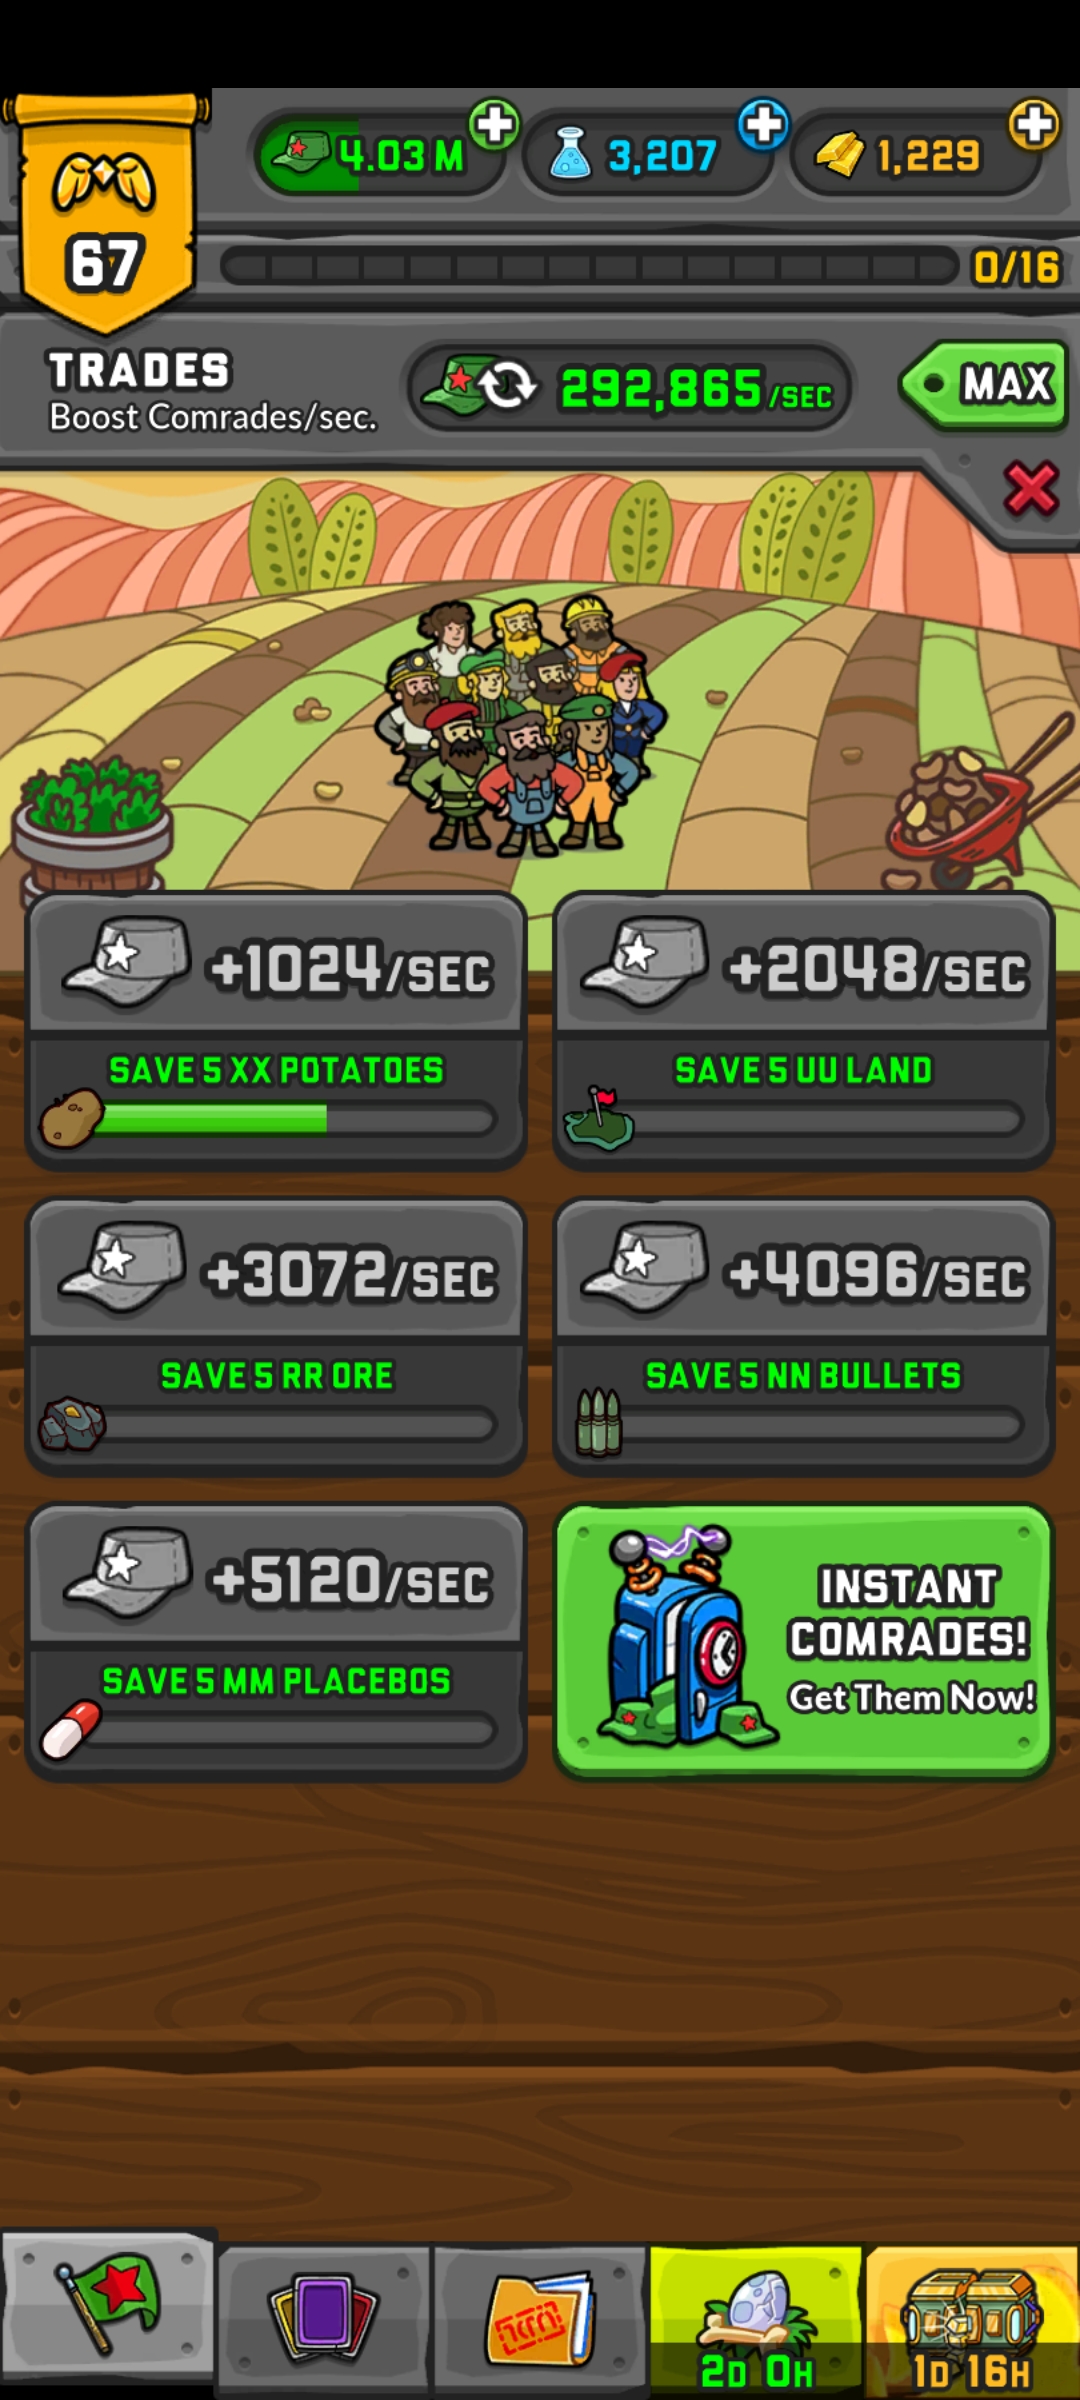 4.03 M
3,207
1,229
67
0/16
TRADES
Boost Comrades/sec.
292,865/SEC
MAX
+1024/SEC
SAVE 5 XX POTATOES
+2048/SEC
SAVE 5 UU LAND
+3072/SEC
SAVE 5 RR ORE
+4096/SEC
SAVE 5 NN BULLETS
+5120/SEC
SAVE 5 MM PLACEBOS
INSTANT
COMRADES!
Get Them Now!
2D 0H
1D 16H